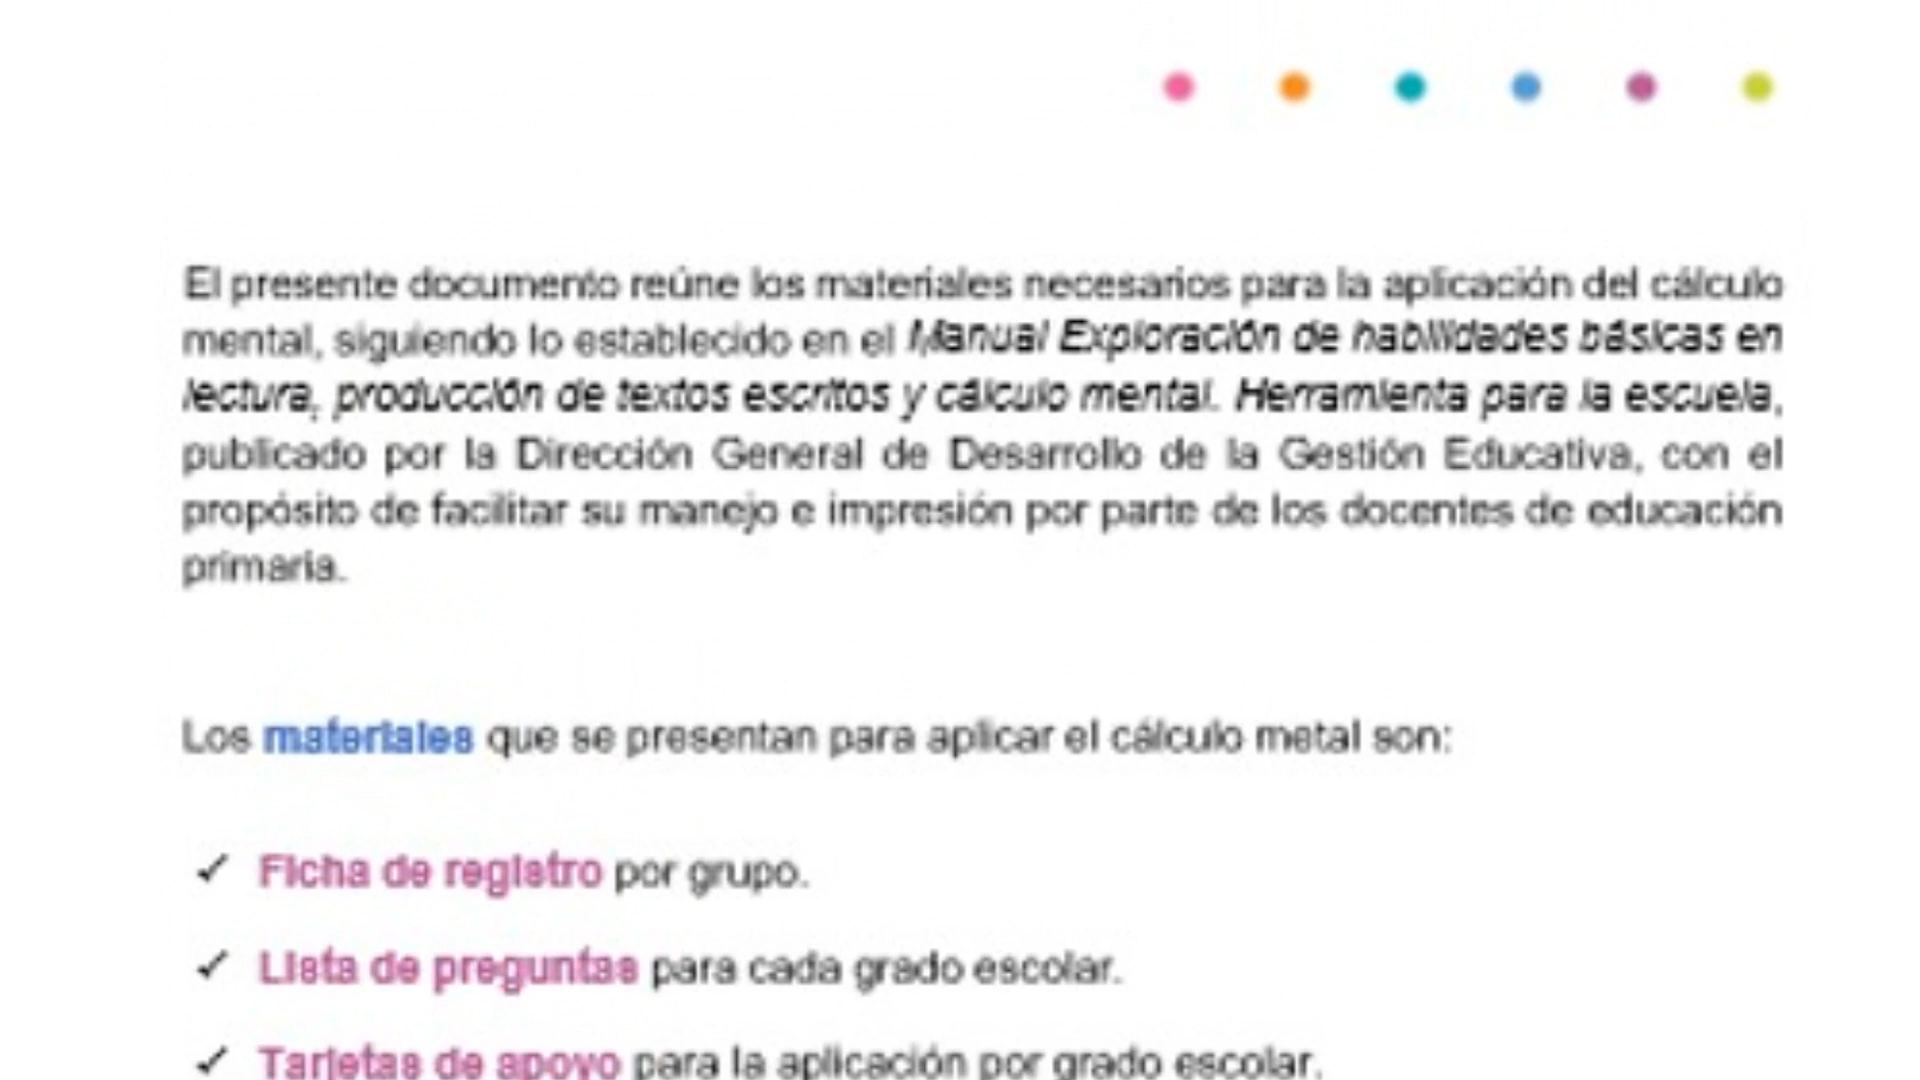 El presente documento reúne los materiales necesarios para la aplicación del cálculo
mental, siguiendo lo establecido en el Manual Exploración de habilidades básicas en
lectura, producción de textos escritos y cálculo mental. Herramienta para la escuela,
publicado por la Dirección General de Desarrollo de la Gestión Educativa, con el
propósito de facilitar su manejo e impresión por parte de los docentes de educación
primaria.
Los materiales que se presentan para aplicar el cálculo metal son:
✓ Ficha de registro por grupo.
✓ Lista de preguntas para cada grado escolar.
✓ Tarjetas de apoyo para la aplicación por grado escolar.